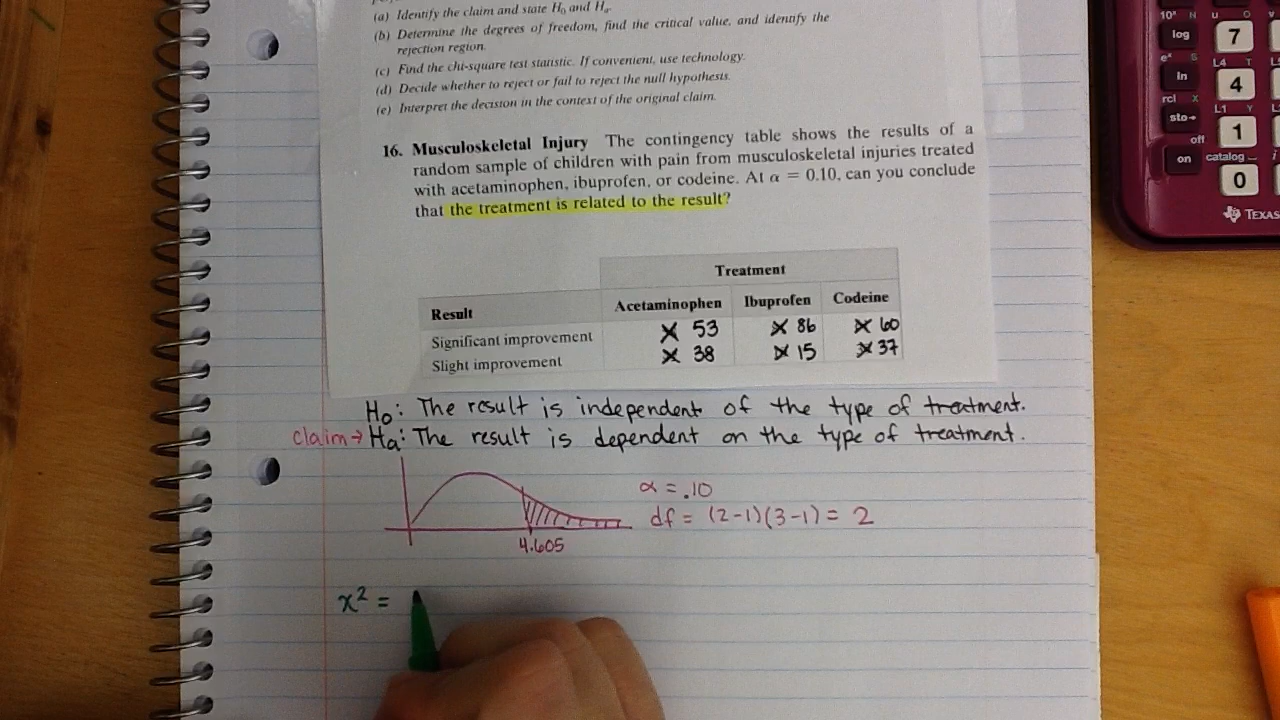 (a) Identify the claim and state H₀ and Hₐ.
(b) Determine the degrees of freedom, find the critical value, and identify the
rejection region.
(c) Find the chi-square test statistic. If convenient, use technology.
(d) Decide whether to reject or fail to reject the null hypothesis.
(e) Interpret the decision in the context of the original claim.
16. Musculoskeletal Injury The contingency table shows the results of a
random sample of children with pain from musculoskeletal injuries treated
with acetaminophen, ibuprofen, or codeine. At α = 0.10, can you conclude
that the treatment is related to the result?
Treatment
Result Acetaminophen Ibuprofen Codeine
Significant improvement 53 86 60
Slight improvement 38 15 37
H₀: The result is independent of the type of treatment.
claim→ Ha: The result is dependent on the type of treatment.
α = .10
df = (2-1)(3-1) = 2
4.605
x² =
10ˣ N U O V
log 7
eˣ S L4 T L5
ln 4
rcl X L1 Y L
sto→ 1
off catalog i
on 0
TEXAS